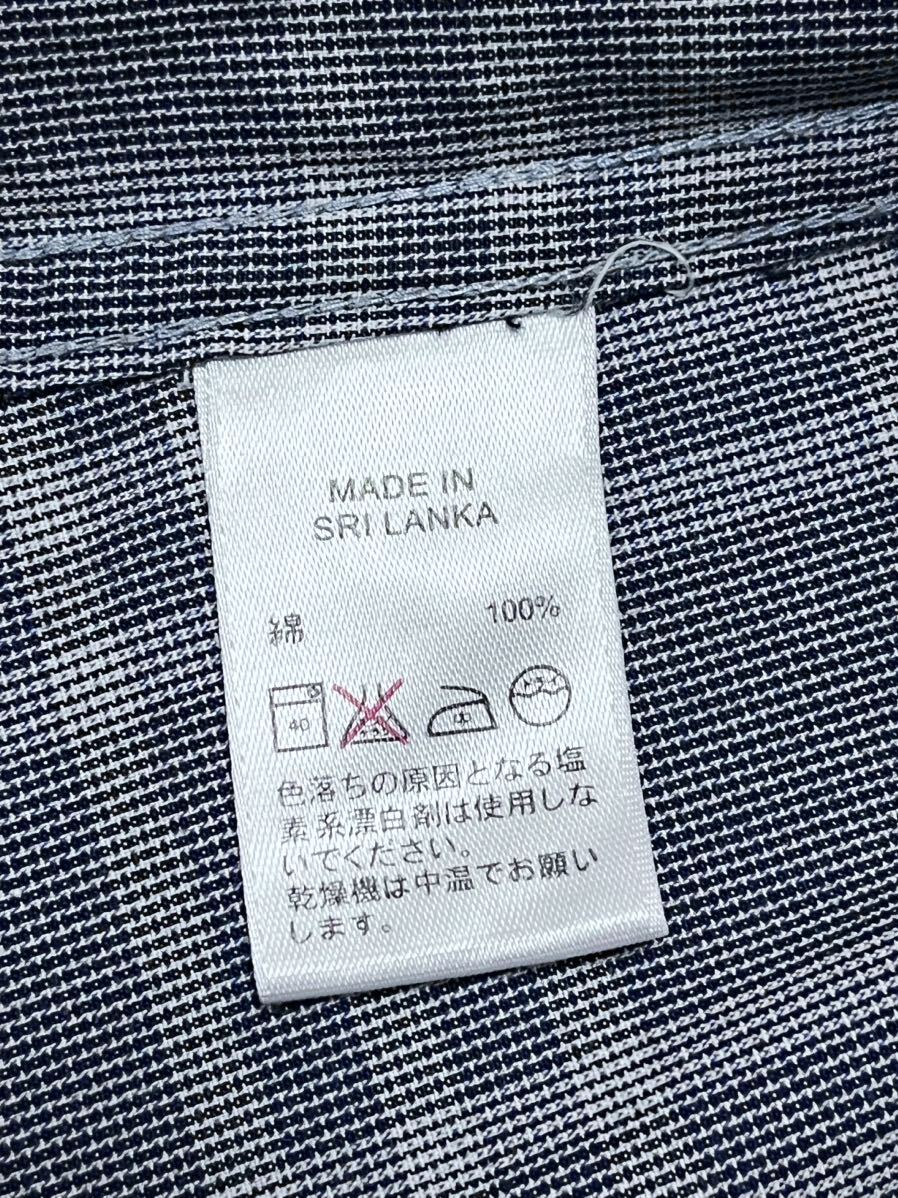 MADE IN
SRI LANKA
綿 100%
40 中
色落ちの原因となる塩
素系漂白剤は使用しな
いでください。
乾燥機は中温でお願い
します。